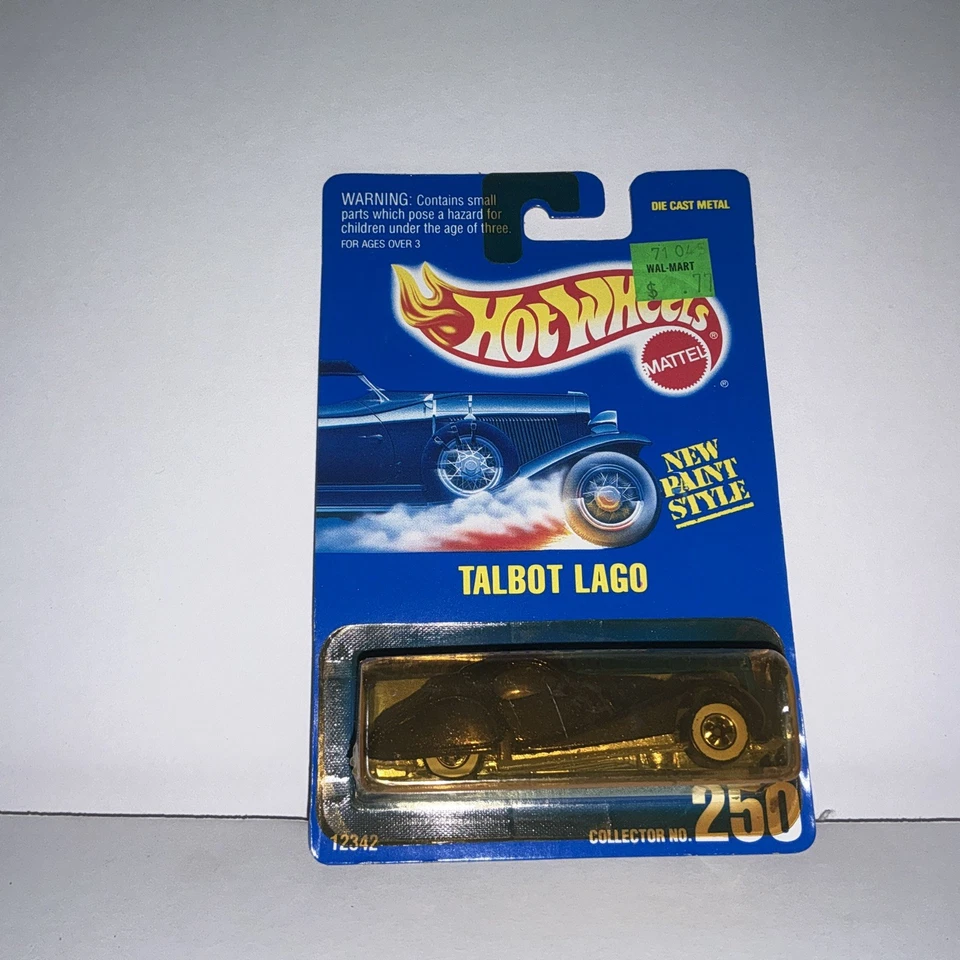 WARNING: Contains small
parts which pose a hazard for
children under the age of three.
FOR AGES OVER 3
DIE CAST METAL
WAL-MART
$ .77
HOT WHEELS
®
MATTEL
®
NEW
PAINT
STYLE
TALBOT LAGO
12342
COLLECTOR NO. 250